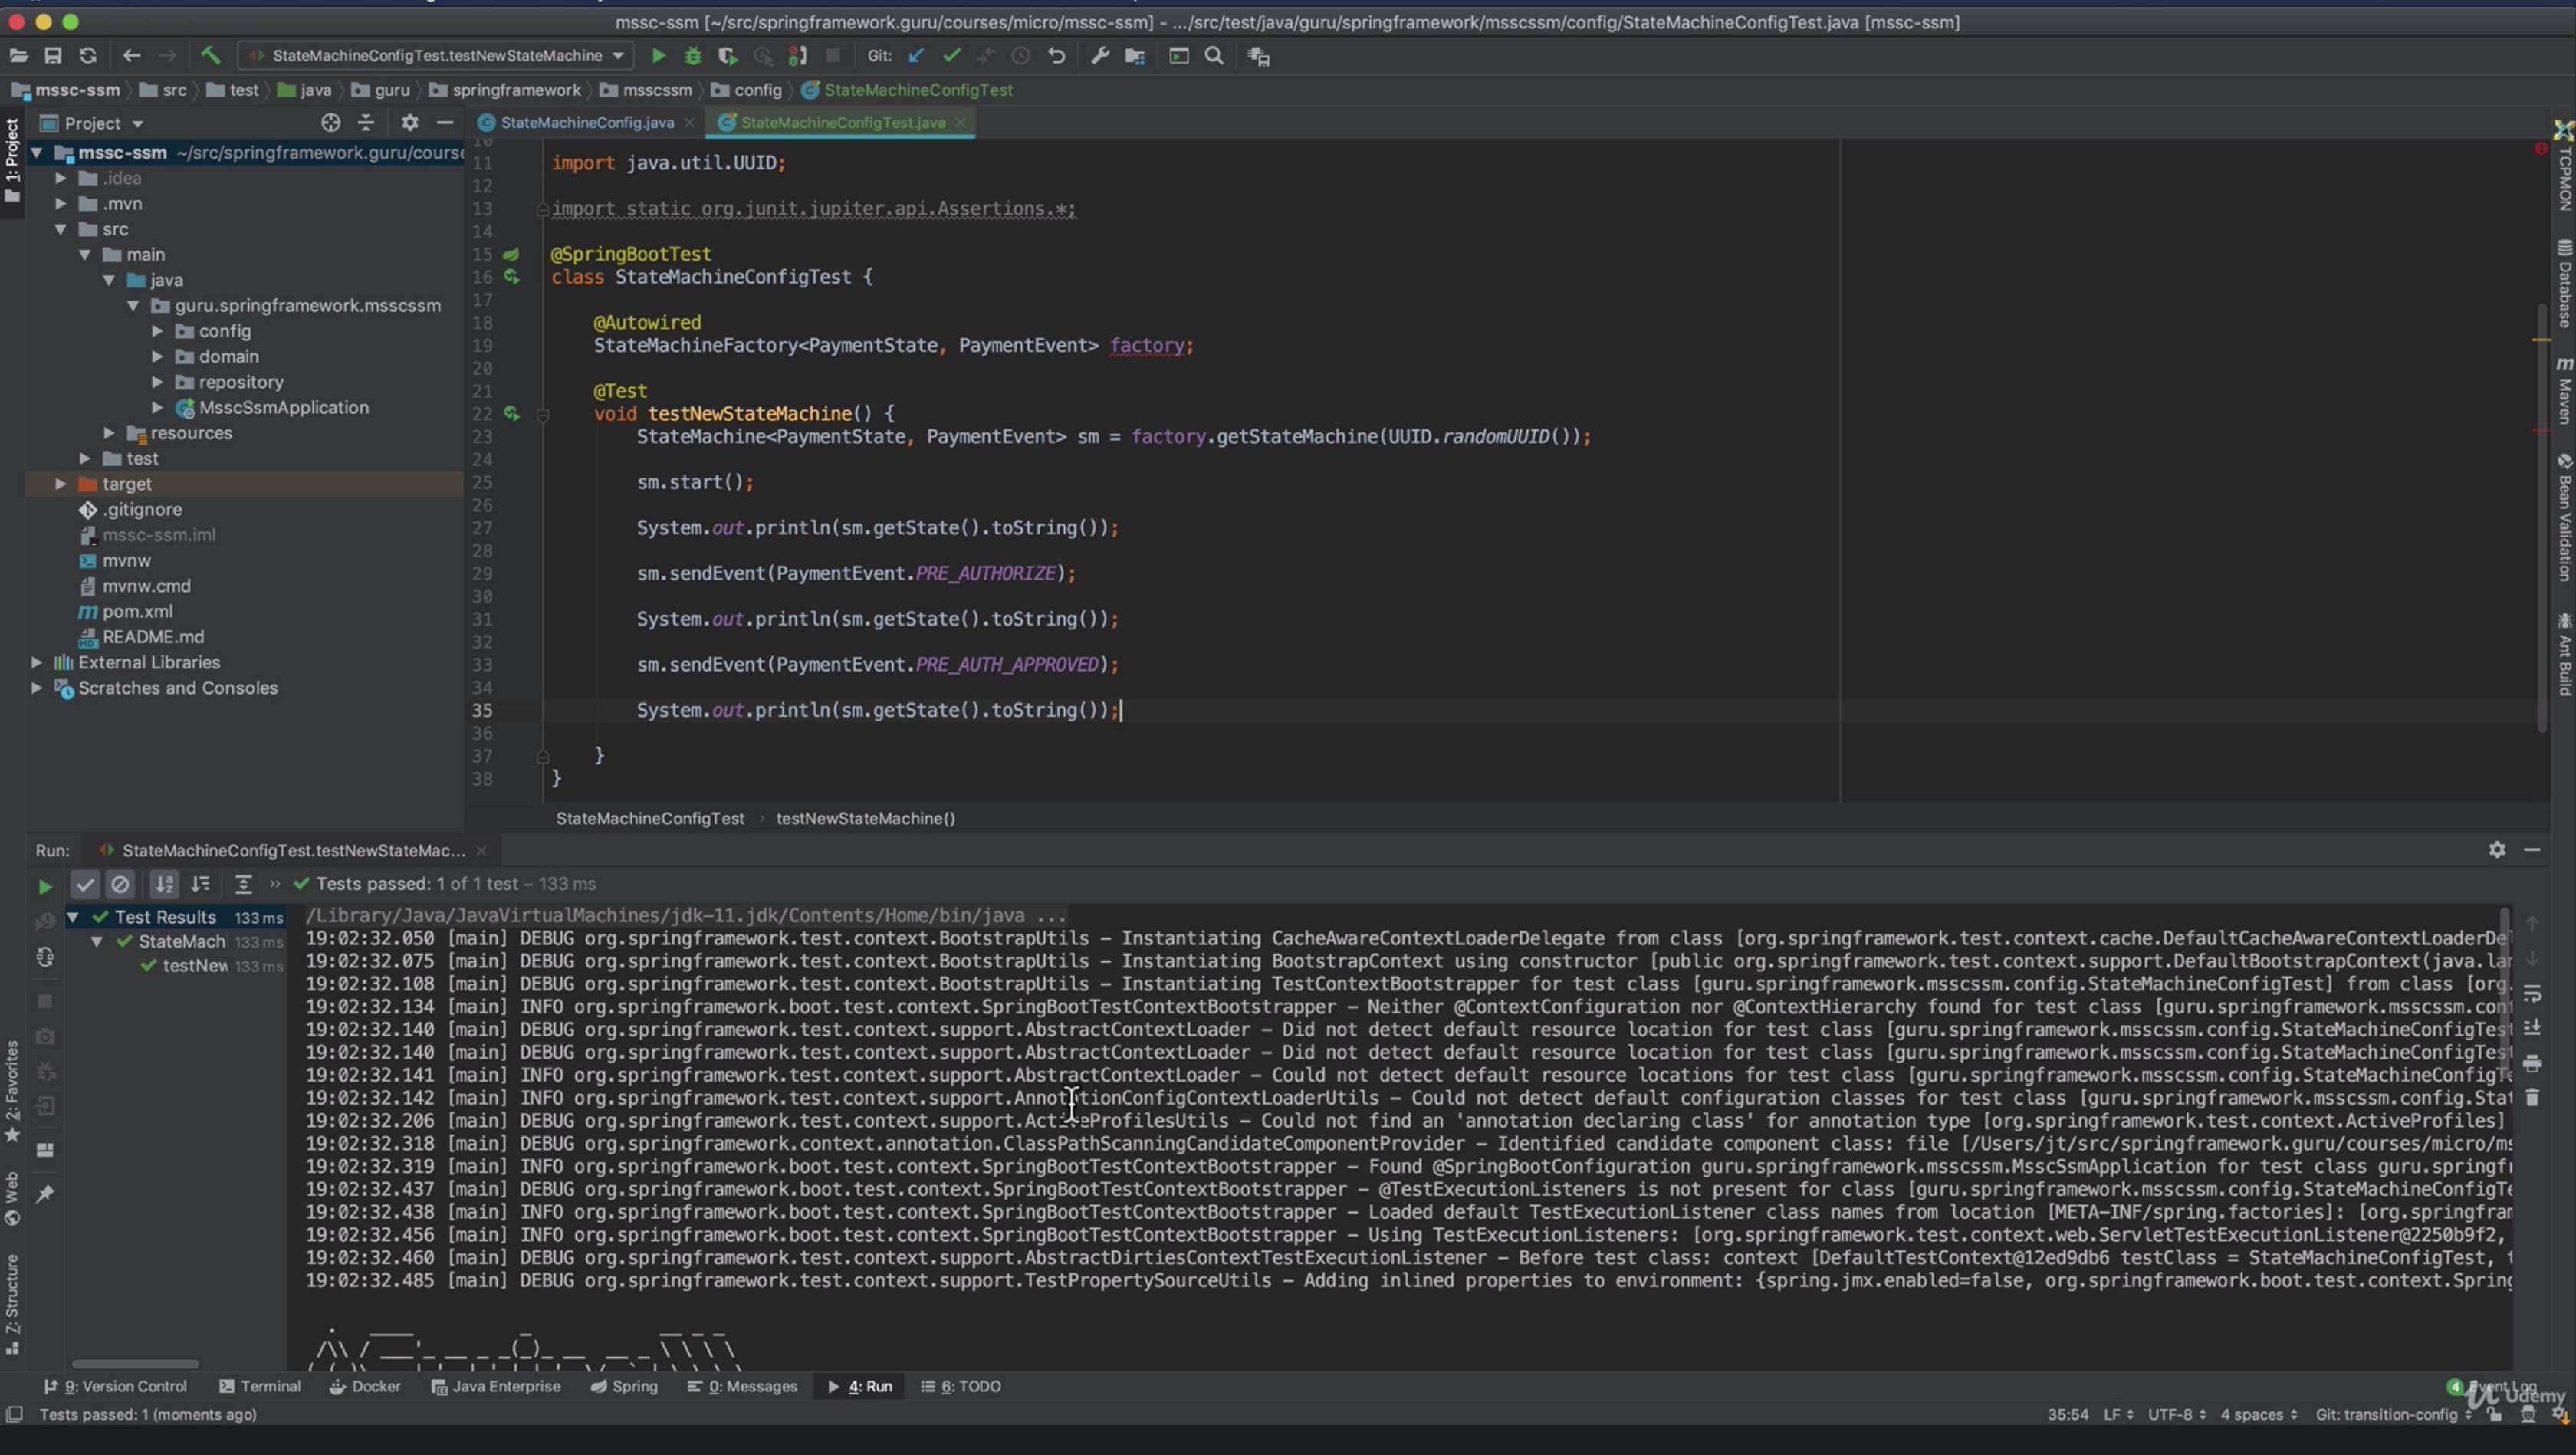 mssc-ssm [~/src/springframework.guru/courses/micro/mssc-ssm] - .../src/test/java/guru/springframework/msscssm/config/StateMachineConfigTest.java [mssc-ssm]
StateMachineConfigTest.testNewStateMachine
Git:
mssc-ssm src test java guru springframework msscssm config StateMachineConfigTest
Project
StateMachineConfig.java
StateMachineConfigTest.java
1: Project
mssc-ssm ~/src/springframework.guru/course
.idea
.mvn
src
main
java
guru.springframework.msscssm
config
domain
repository
MsscSsmApplication
resources
test
target
.gitignore
mssc-ssm.iml
mvnw
mvnw.cmd
pom.xml
README.md
External Libraries
Scratches and Consoles
10
11 import java.util.UUID;
12
13 import static org.junit.jupiter.api.Assertions.*;
14
15 @SpringBootTest
16 class StateMachineConfigTest {
17
18 @Autowired
19 StateMachineFactory<PaymentState, PaymentEvent> factory;
20
21 @Test
22 void testNewStateMachine() {
23 StateMachine<PaymentState, PaymentEvent> sm = factory.getStateMachine(UUID.randomUUID());
24
25 sm.start();
26
27 System.out.println(sm.getState().toString());
28
29 sm.sendEvent(PaymentEvent.PRE_AUTHORIZE);
30
31 System.out.println(sm.getState().toString());
32
33 sm.sendEvent(PaymentEvent.PRE_AUTH_APPROVED);
34
35 System.out.println(sm.getState().toString());
36
37 }
38 }
StateMachineConfigTest › testNewStateMachine()
TCPMON
Database
Maven
Bean Validation
Ant Build
Run: StateMachineConfigTest.testNewStateMac...
Tests passed: 1 of 1 test – 133 ms
Test Results 133 ms
StateMach 133 ms
testNew 133 ms
/Library/Java/JavaVirtualMachines/jdk-11.jdk/Contents/Home/bin/java ...
19:02:32.050 [main] DEBUG org.springframework.test.context.BootstrapUtils – Instantiating CacheAwareContextLoaderDelegate from class [org.springframework.test.context.cache.DefaultCacheAwareContextLoaderDel
19:02:32.075 [main] DEBUG org.springframework.test.context.BootstrapUtils – Instantiating BootstrapContext using constructor [public org.springframework.test.context.support.DefaultBootstrapContext(java.lan
19:02:32.108 [main] DEBUG org.springframework.test.context.BootstrapUtils – Instantiating TestContextBootstrapper for test class [guru.springframework.msscssm.config.StateMachineConfigTest] from class [org.
19:02:32.134 [main] INFO org.springframework.boot.test.context.SpringBootTestContextBootstrapper – Neither @ContextConfiguration nor @ContextHierarchy found for test class [guru.springframework.msscssm.con
19:02:32.140 [main] DEBUG org.springframework.test.context.support.AbstractContextLoader – Did not detect default resource location for test class [guru.springframework.msscssm.config.StateMachineConfigTest
19:02:32.140 [main] DEBUG org.springframework.test.context.support.AbstractContextLoader – Did not detect default resource location for test class [guru.springframework.msscssm.config.StateMachineConfigTest
19:02:32.141 [main] INFO org.springframework.test.context.support.AbstractContextLoader – Could not detect default resource locations for test class [guru.springframework.msscssm.config.StateMachineConfigTe
19:02:32.142 [main] INFO org.springframework.test.context.support.AnnotationConfigContextLoaderUtils – Could not detect default configuration classes for test class [guru.springframework.msscssm.config.Stat
19:02:32.206 [main] DEBUG org.springframework.test.context.support.ActiveProfilesUtils – Could not find an 'annotation declaring class' for annotation type [org.springframework.test.context.ActiveProfiles]
19:02:32.318 [main] DEBUG org.springframework.context.annotation.ClassPathScanningCandidateComponentProvider – Identified candidate component class: file [/Users/jt/src/springframework.guru/courses/micro/ms
19:02:32.319 [main] INFO org.springframework.boot.test.context.SpringBootTestContextBootstrapper – Found @SpringBootConfiguration guru.springframework.msscssm.MsscSsmApplication for test class guru.springfr
19:02:32.437 [main] DEBUG org.springframework.boot.test.context.SpringBootTestContextBootstrapper – @TestExecutionListeners is not present for class [guru.springframework.msscssm.config.StateMachineConfigTe
19:02:32.438 [main] INFO org.springframework.boot.test.context.SpringBootTestContextBootstrapper – Loaded default TestExecutionListener class names from location [META-INF/spring.factories]: [org.springfram
19:02:32.456 [main] INFO org.springframework.boot.test.context.SpringBootTestContextBootstrapper – Using TestExecutionListeners: [org.springframework.test.context.web.ServletTestExecutionListener@2250b9f2,
19:02:32.460 [main] DEBUG org.springframework.test.context.support.AbstractDirtiesContextTestExecutionListener – Before test class: context [DefaultTestContext@12ed9db6 testClass = StateMachineConfigTest, t
19:02:32.485 [main] DEBUG org.springframework.test.context.support.TestPropertySourceUtils – Adding inlined properties to environment: {spring.jmx.enabled=false, org.springframework.boot.test.context.Spring
2: Favorites
Web
Z: Structure
9: Version Control Terminal Docker Java Enterprise Spring 0: Messages 4: Run 6: TODO
4 Event Log
Udemy
Tests passed: 1 (moments ago)
35:54 LF UTF-8 4 spaces Git: transition-config